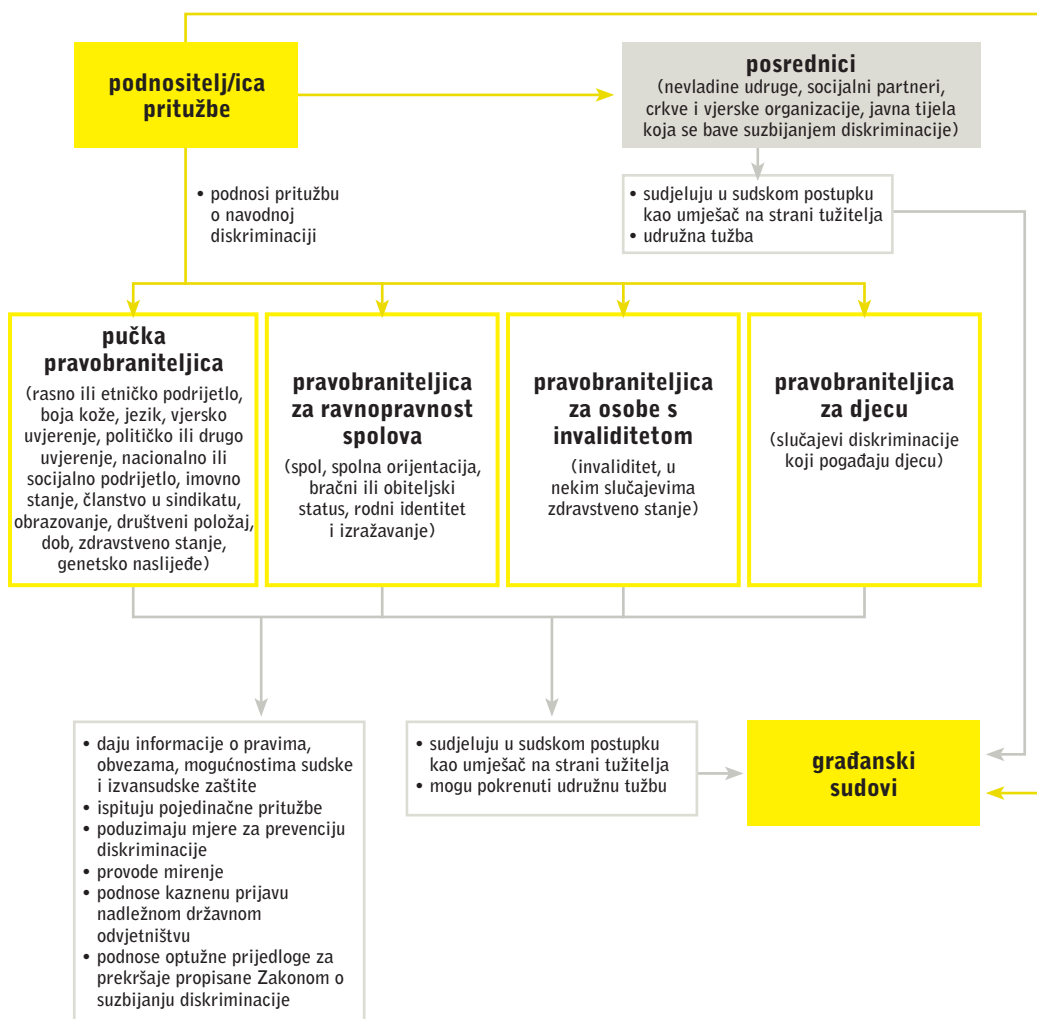 podnositelj/ica
pritužbe
posrednici
(nevladine udruge, socijalni partneri,
crkve i vjerske organizacije, javna tijela
koja se bave suzbijanjem diskriminacije)
• podnosi pritužbu
o navodnoj
diskriminaciji
• sudjeluju u sudskom postupku
kao umješač na strani tužitelja
• udružna tužba
pučka
pravobraniteljica
(rasno ili etničko podrijetlo,
boja kože, jezik, vjersko
uvjerenje, političko ili drugo
uvjerenje, nacionalno ili
socijalno podrijetlo, imovno
stanje, članstvo u sindikatu,
obrazovanje, društveni položaj,
dob, zdravstveno stanje,
genetsko naslijeđe)
pravobraniteljica
za ravnopravnost
spolova
(spol, spolna orijentacija,
bračni ili obiteljski
status, rodni identitet
i izražavanje)
pravobraniteljica
za osobe s
invaliditetom
(invaliditet, u
nekim slučajevima
zdravstveno stanje)
pravobraniteljica
za djecu
(slučajevi diskriminacije
koji pogađaju djecu)
• daju informacije o pravima,
obvezama, mogućnostima sudske
i izvansudske zaštite
• ispituju pojedinačne pritužbe
• poduzimaju mjere za prevenciju
diskriminacije
• provode mirenje
• podnose kaznenu prijavu
nadležnom državnom
odvjetništvu
• podnose optužne prijedloge za
prekršaje propisane Zakonom o
suzbijanju diskriminacije
• sudjeluju u sudskom postupku
kao umješač na strani tužitelja
• mogu pokrenuti udružnu tužbu
građanski
sudovi